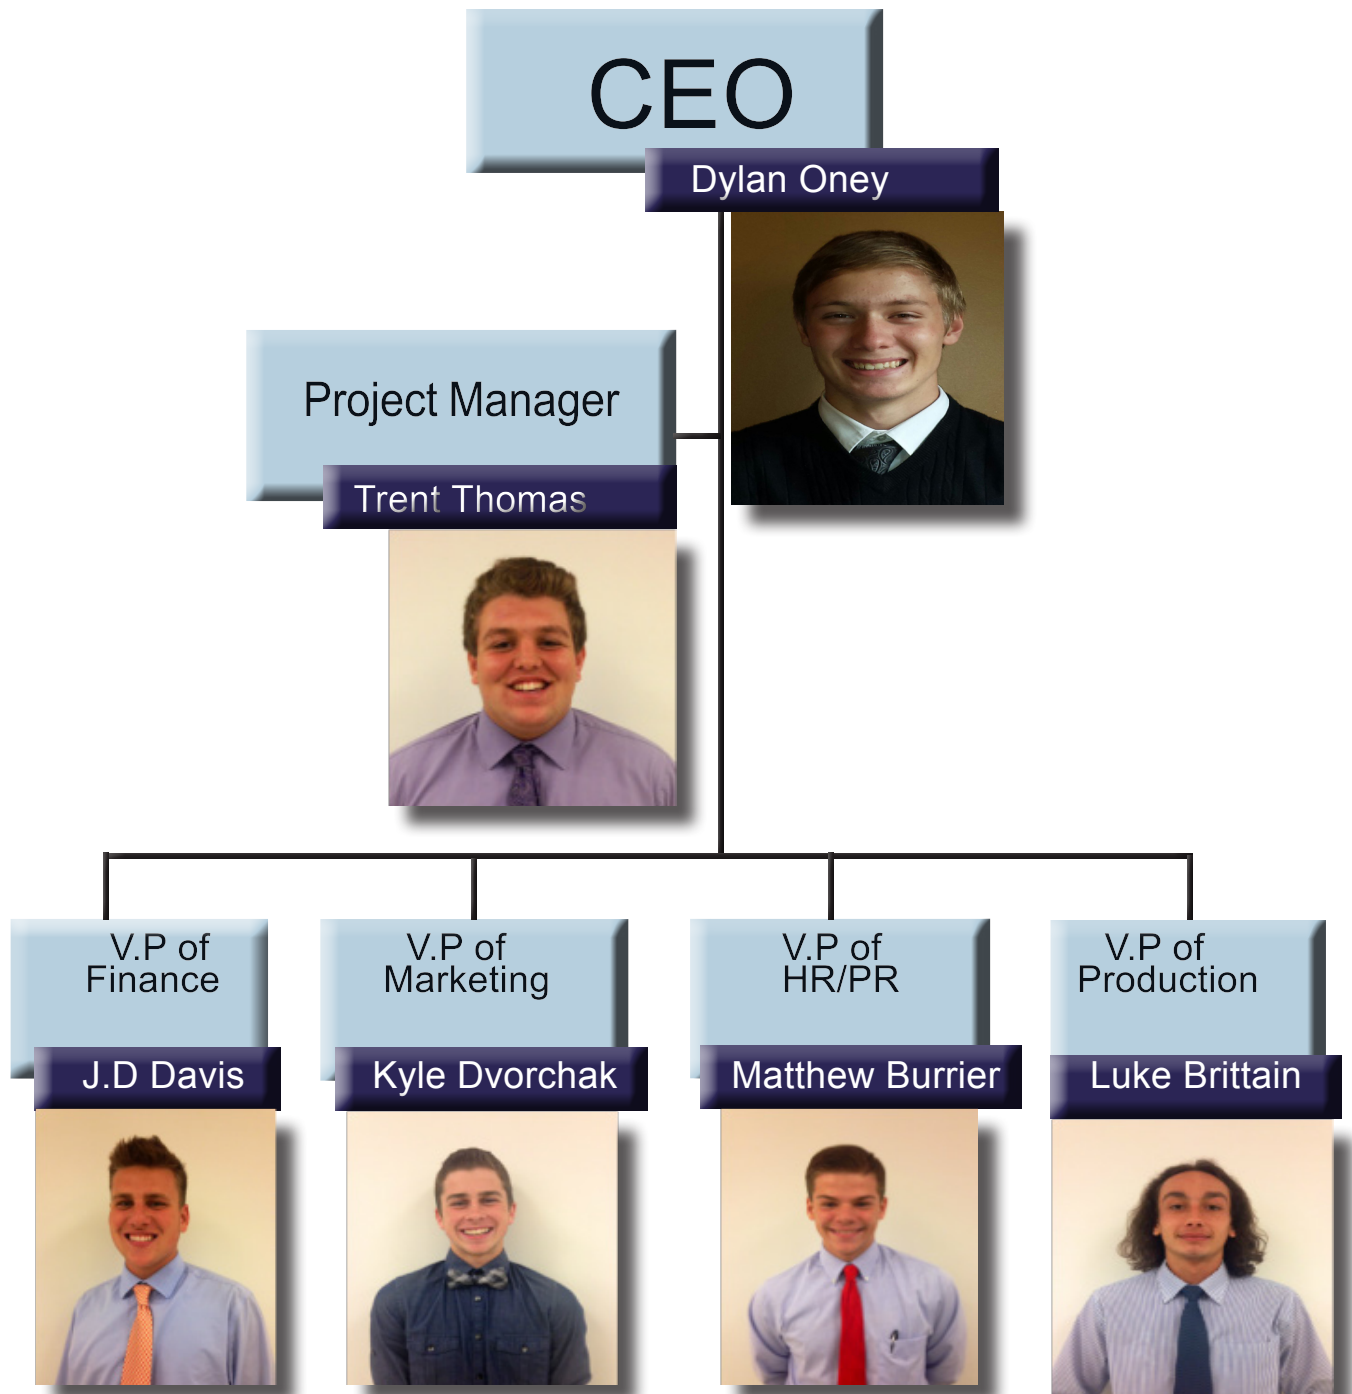 CEO
Dylan Oney
Project Manager
Trent Thomas
V.P of
Finance
J.D Davis
V.P of
Marketing
Kyle Dvorchak
V.P of
HR/PR
Matthew Burrier
V.P of
Production
Luke Brittain